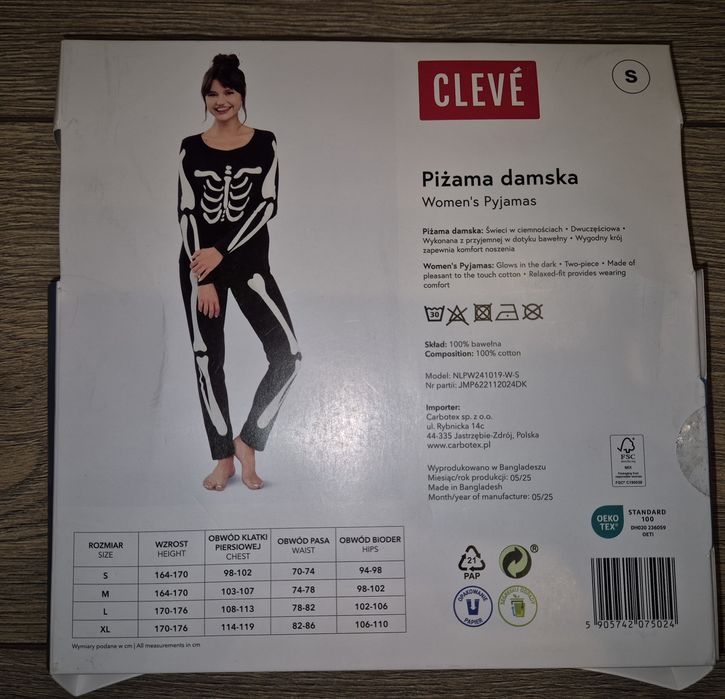 CLEVÉ
S
Piżama damska
Women's Pyjamas
Piżama damska: Świeci w ciemnościach • Dwuczęściowa •
Wykonana z przyjemnej w dotyku bawełny • Wygodny krój
zapewnia komfort noszenia
Women's Pyjamas: Glows in the dark • Two-piece • Made of
pleasant to the touch cotton • Relaxed-fit provides wearing
comfort
30
Skład: 100% bawełna
Composition: 100% cotton
Model: NLPW241019-W-S
Nr partii: JMP622112024DK
Importer:
Carbotex sp. z o.o.
ul. Rybnicka 14c
44-335 Jastrzębie-Zdrój, Polska
www.carbotex.pl
Wyprodukowano w Bangladeszu
Miesiąc/rok produkcji: 05/25
Made in Bangladesh
Month/year of manufacture: 05/25
FSC
MIX
OEKO
TEX®
STANDARD
100
DH020 236059
OETI
ROZMIAR SIZE | WZROST HEIGHT | OBWÓD KLATKI PIERSIOWEJ CHEST | OBWÓD PASA WAIST | OBWÓD BIODER HIPS
S 164-170 98-102 70-74 94-98
M 164-170 103-107 74-78 98-102
L 170-176 108-113 78-82 102-106
XL 170-176 114-119 82-86 106-110
Wymiary podane w cm | All measurements in cm
21
PAP
®
OPAKOWANIE
PAPIER
5 905742 075024